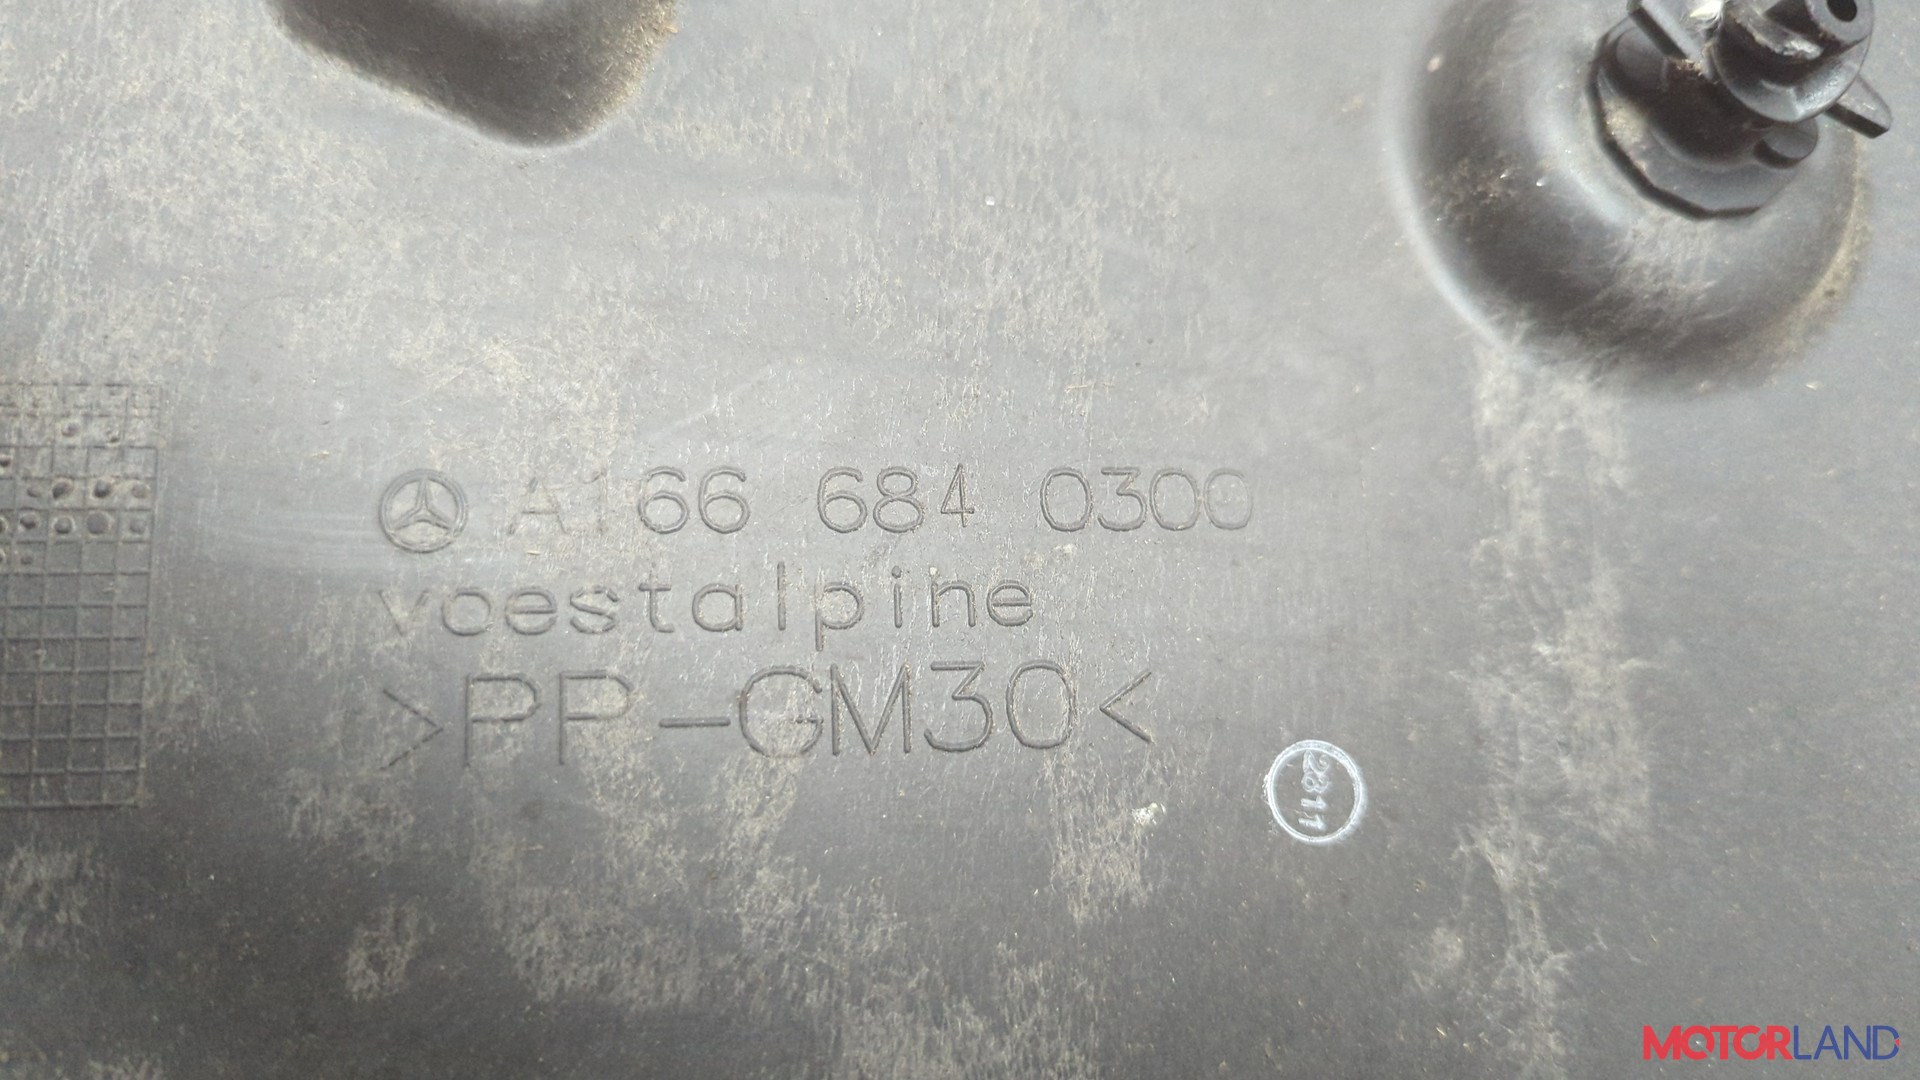 A166 684 0300
voestalpine
>PP-GM30<
2811
MOTORLAND